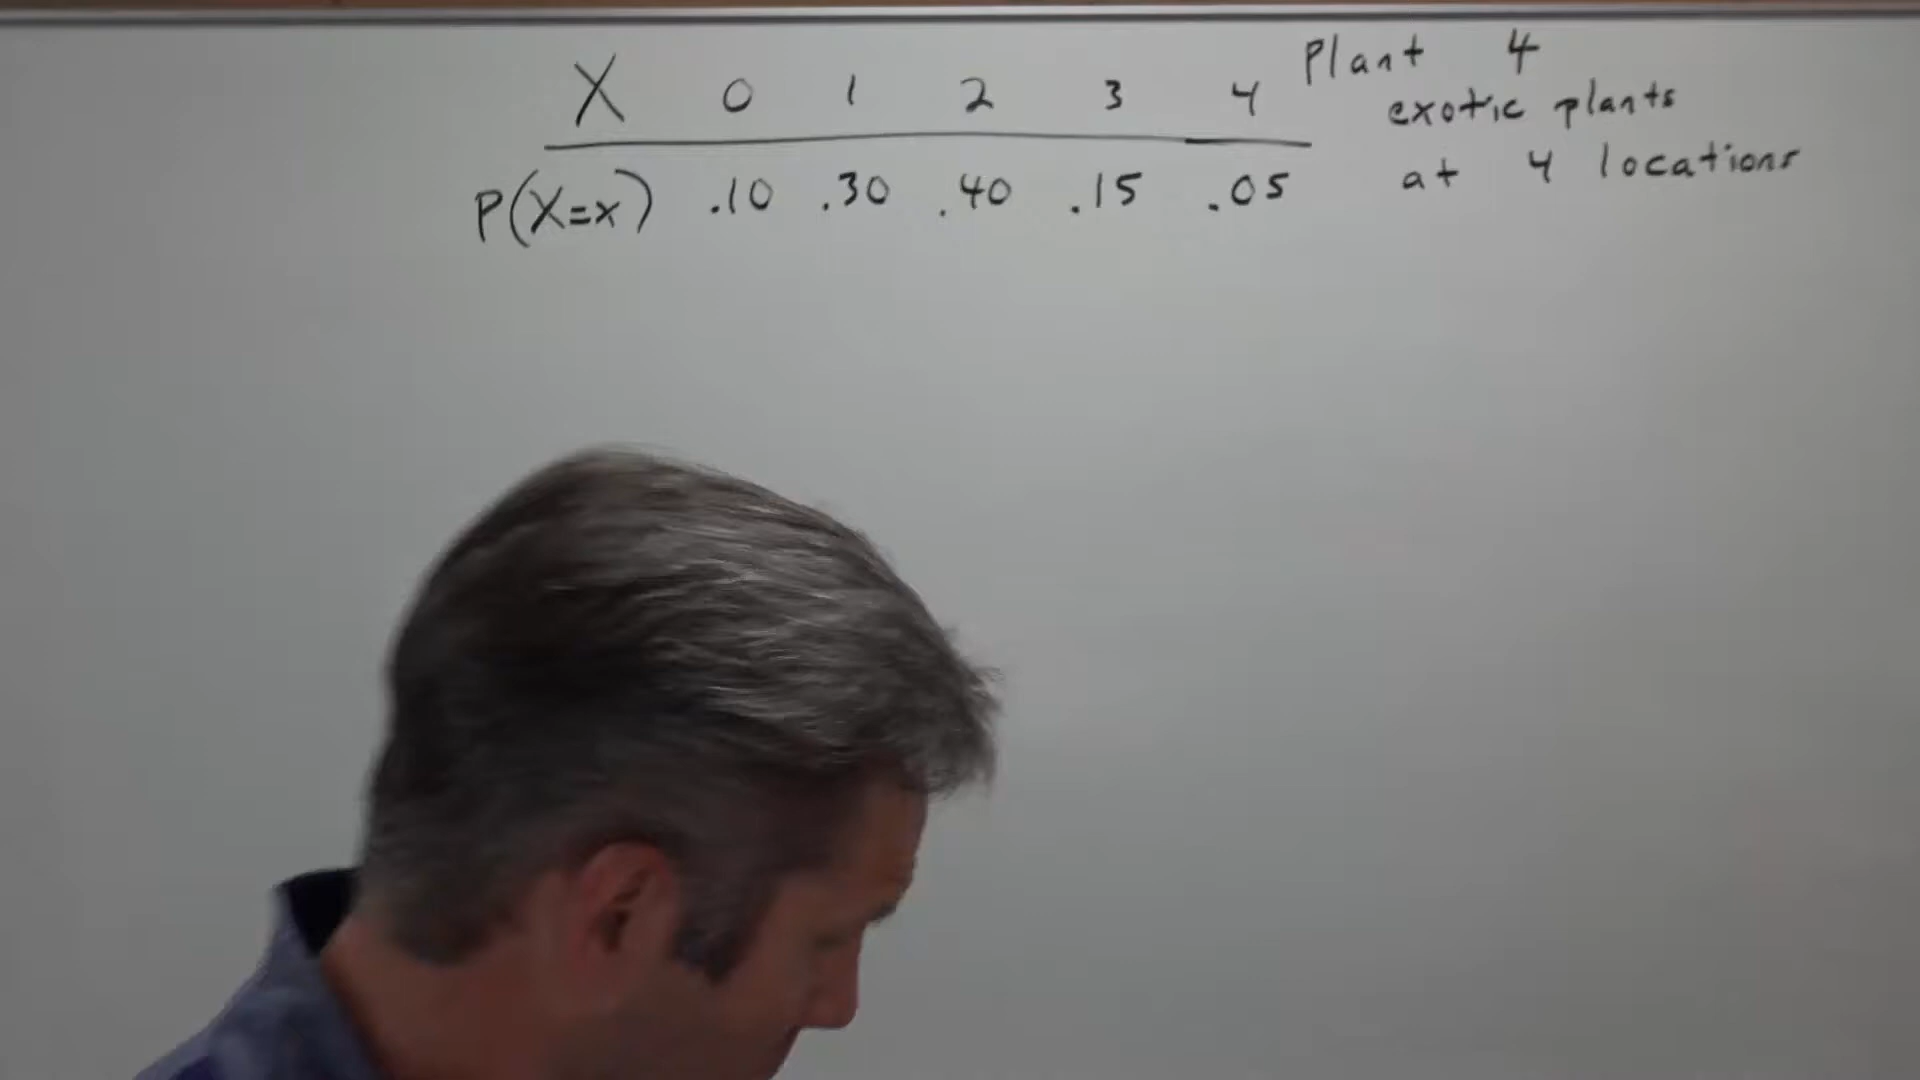 X 0 1 2 3 4
P(X=x) .10 .30 .40 .15 .05
Plant 4
exotic plants
at 4 locations